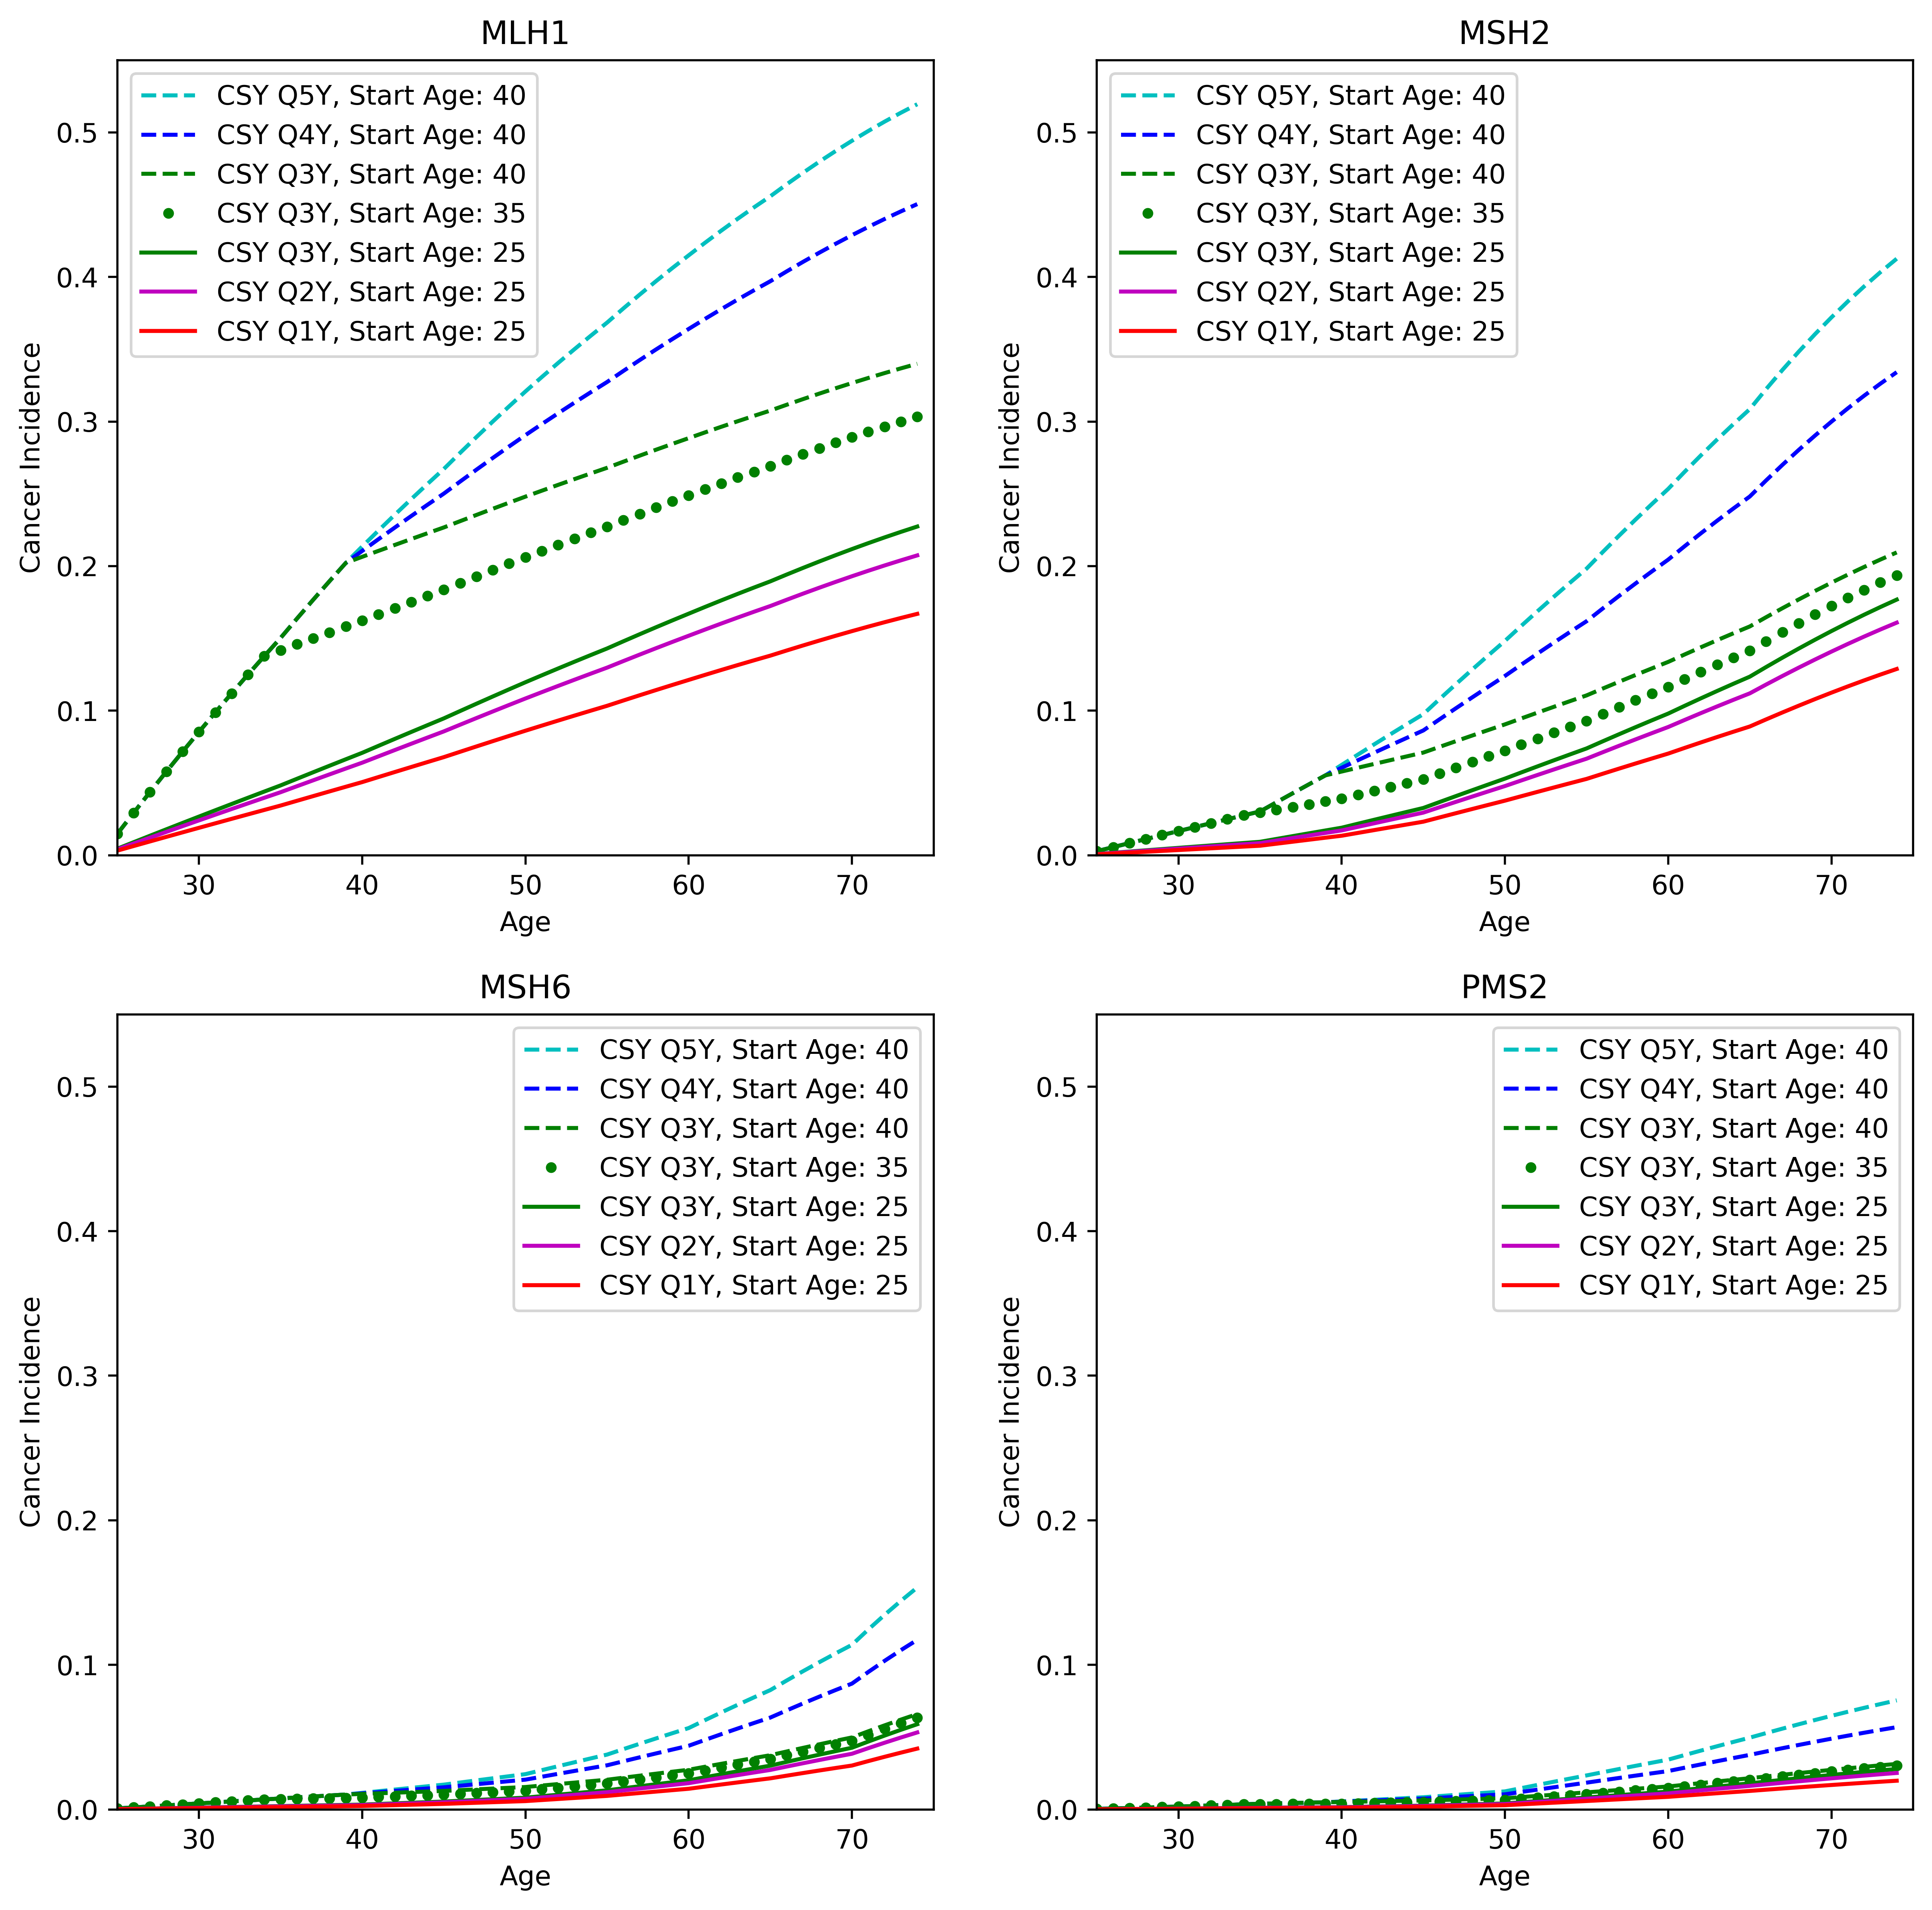 MLH1
CSY Q5Y, Start Age: 40
CSY Q4Y, Start Age: 40
CSY Q3Y, Start Age: 40
CSY Q3Y, Start Age: 35
CSY Q3Y, Start Age: 25
CSY Q2Y, Start Age: 25
CSY Q1Y, Start Age: 25
0.5
0.4
0.3
0.2
0.1
0.0
Cancer Incidence
30 40 50 60 70
Age
MSH2
CSY Q5Y, Start Age: 40
CSY Q4Y, Start Age: 40
CSY Q3Y, Start Age: 40
CSY Q3Y, Start Age: 35
CSY Q3Y, Start Age: 25
CSY Q2Y, Start Age: 25
CSY Q1Y, Start Age: 25
0.5
0.4
0.3
0.2
0.1
0.0
Cancer Incidence
30 40 50 60 70
Age
MSH6
CSY Q5Y, Start Age: 40
CSY Q4Y, Start Age: 40
CSY Q3Y, Start Age: 40
CSY Q3Y, Start Age: 35
CSY Q3Y, Start Age: 25
CSY Q2Y, Start Age: 25
CSY Q1Y, Start Age: 25
0.5
0.4
0.3
0.2
0.1
0.0
Cancer Incidence
30 40 50 60 70
Age
PMS2
CSY Q5Y, Start Age: 40
CSY Q4Y, Start Age: 40
CSY Q3Y, Start Age: 40
CSY Q3Y, Start Age: 35
CSY Q3Y, Start Age: 25
CSY Q2Y, Start Age: 25
CSY Q1Y, Start Age: 25
0.5
0.4
0.3
0.2
0.1
0.0
Cancer Incidence
30 40 50 60 70
Age